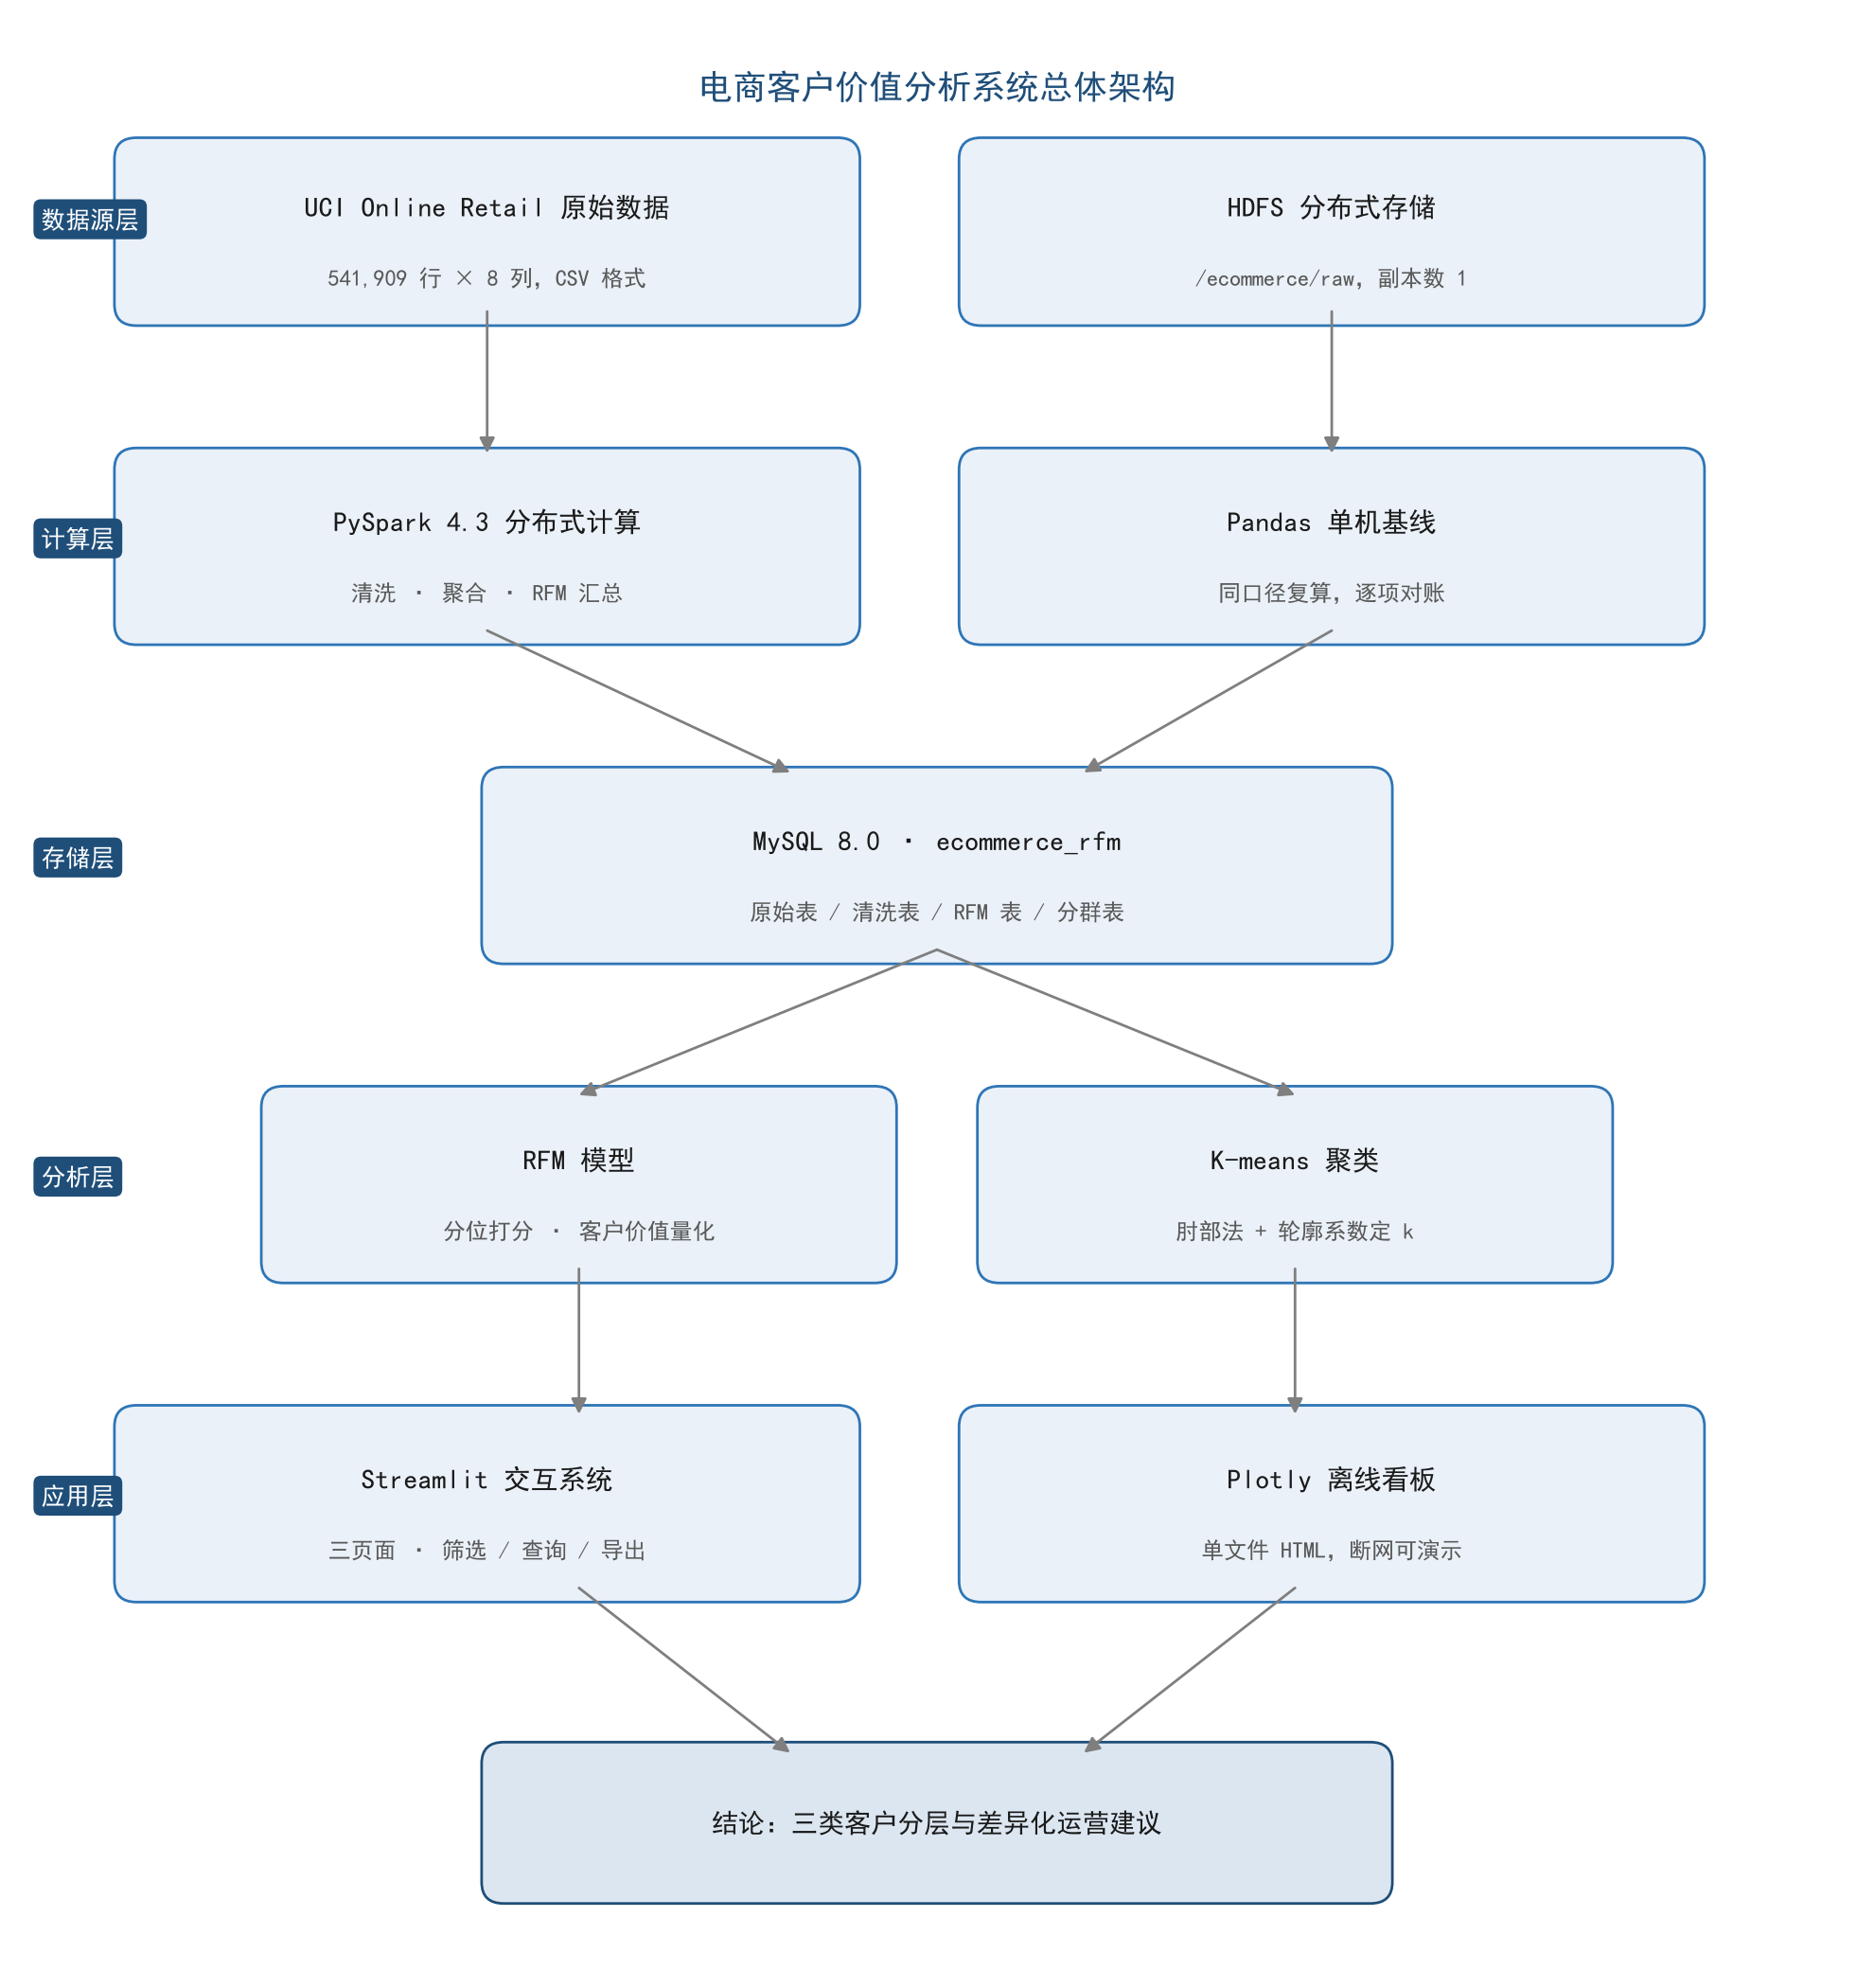 电商客户价值分析系统总体架构
数据源层
UCI Online Retail 原始数据
541,909 行 × 8 列，CSV 格式
HDFS 分布式存储
/ecommerce/raw，副本数 1
计算层
PySpark 4.3 分布式计算
清洗 · 聚合 · RFM 汇总
Pandas 单机基线
同口径复算，逐项对账
存储层
MySQL 8.0 · ecommerce_rfm
原始表 / 清洗表 / RFM 表 / 分群表
分析层
RFM 模型
分位打分 · 客户价值量化
K-means 聚类
肘部法 + 轮廓系数定 k
应用层
Streamlit 交互系统
三页面 · 筛选 / 查询 / 导出
Plotly 离线看板
单文件 HTML，断网可演示
结论：三类客户分层与差异化运营建议